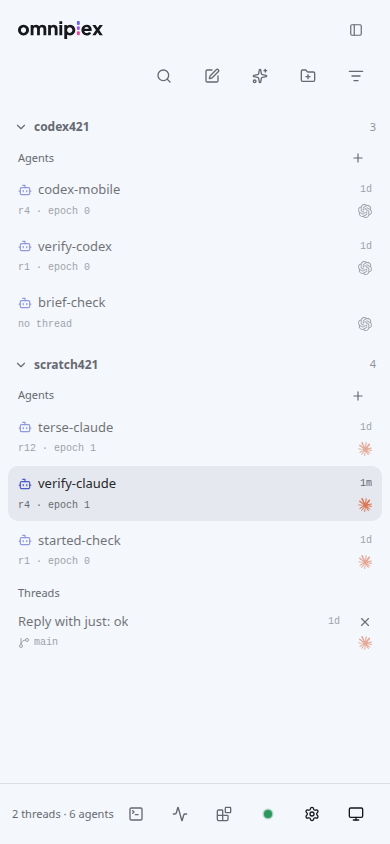 omniplex
codex421 3
Agents
codex-mobile 1d
r4 · epoch 0
verify-codex 1d
r1 · epoch 0
brief-check
no thread
scratch421 4
Agents
terse-claude 1d
r12 · epoch 1
verify-claude 1m
r4 · epoch 1
started-check 1d
r1 · epoch 0
Threads
Reply with just: ok 1d
main
2 threads · 6 agents